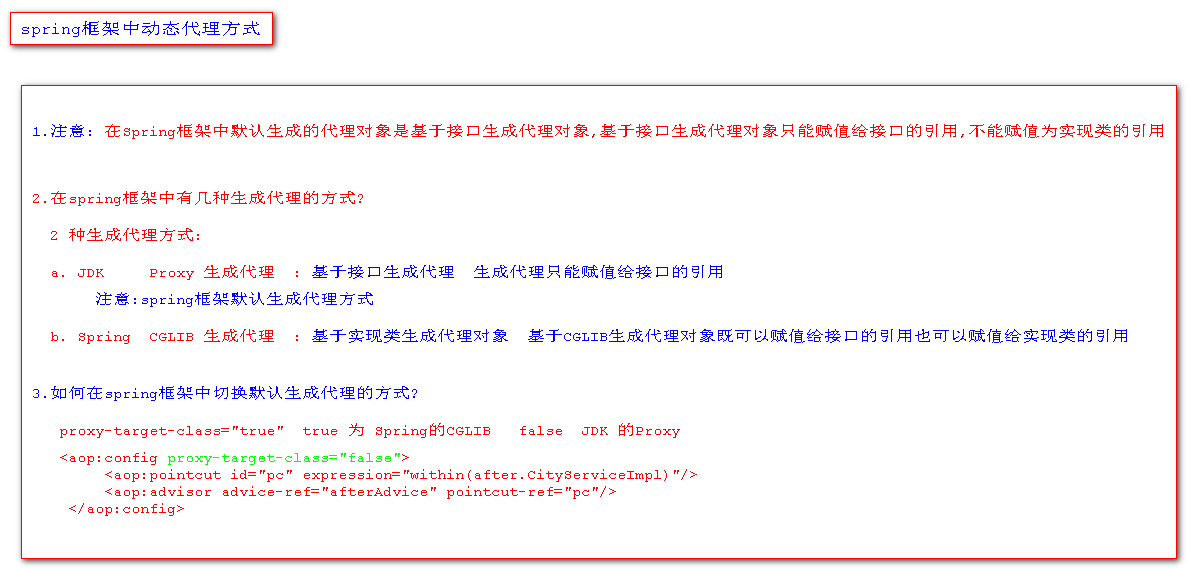 spring框架中动态代理方式
1.注意: 在spring框架中默认生成的代理对象是基于接口生成代理对象,基于接口生成代理对象只能赋值给接口的引用,不能赋值为实现类的引用
2.在spring框架中有几种生成代理的方式?
2 种生成代理方式:
a. JDK Proxy 生成代理 : 基于接口生成代理 生成代理只能赋值给接口的引用
注意:spring框架默认生成代理方式
b. Spring CGLIB 生成代理 : 基于实现类生成代理对象 基于CGLIB生成代理对象既可以赋值给接口的引用也可以赋值给实现类的引用
3.如何在spring框架中切换默认生成代理的方式?
proxy-target-class="true" true 为 Spring的CGLIB false JDK 的Proxy
<aop:config proxy-target-class="false">
<aop:pointcut id="pc" expression="within(after.CityServiceImpl)"/>
<aop:advisor advice-ref="afterAdvice" pointcut-ref="pc"/>
</aop:config>